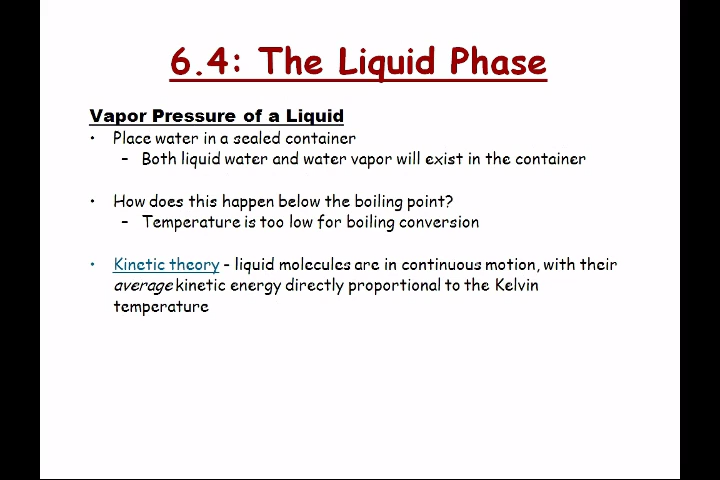 6.4: The Liquid Phase
Vapor Pressure of a Liquid
• Place water in a sealed container
– Both liquid water and water vapor will exist in the container
• How does this happen below the boiling point?
– Temperature is too low for boiling conversion
• Kinetic theory - liquid molecules are in continuous motion, with their
average kinetic energy directly proportional to the Kelvin
temperature